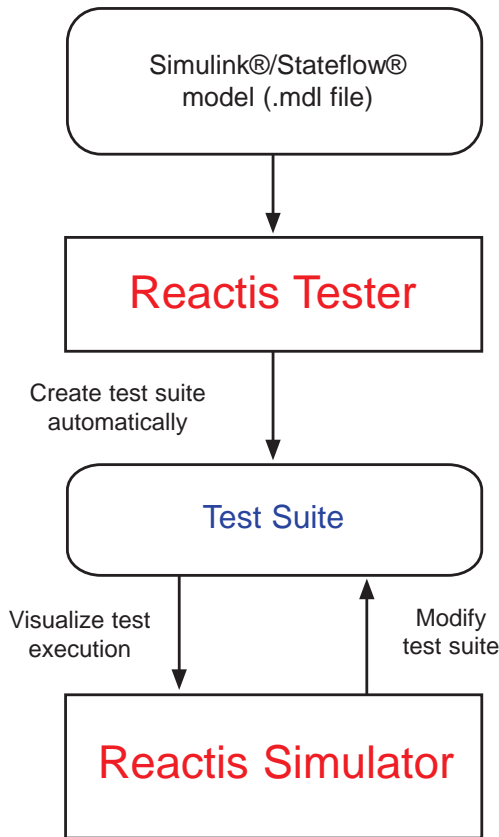 Simulink®/Stateflow®
model (.mdl file)
Reactis Tester
Create test suite
automatically
Test Suite
Visualize test
execution
Modify
test suite
Reactis Simulator